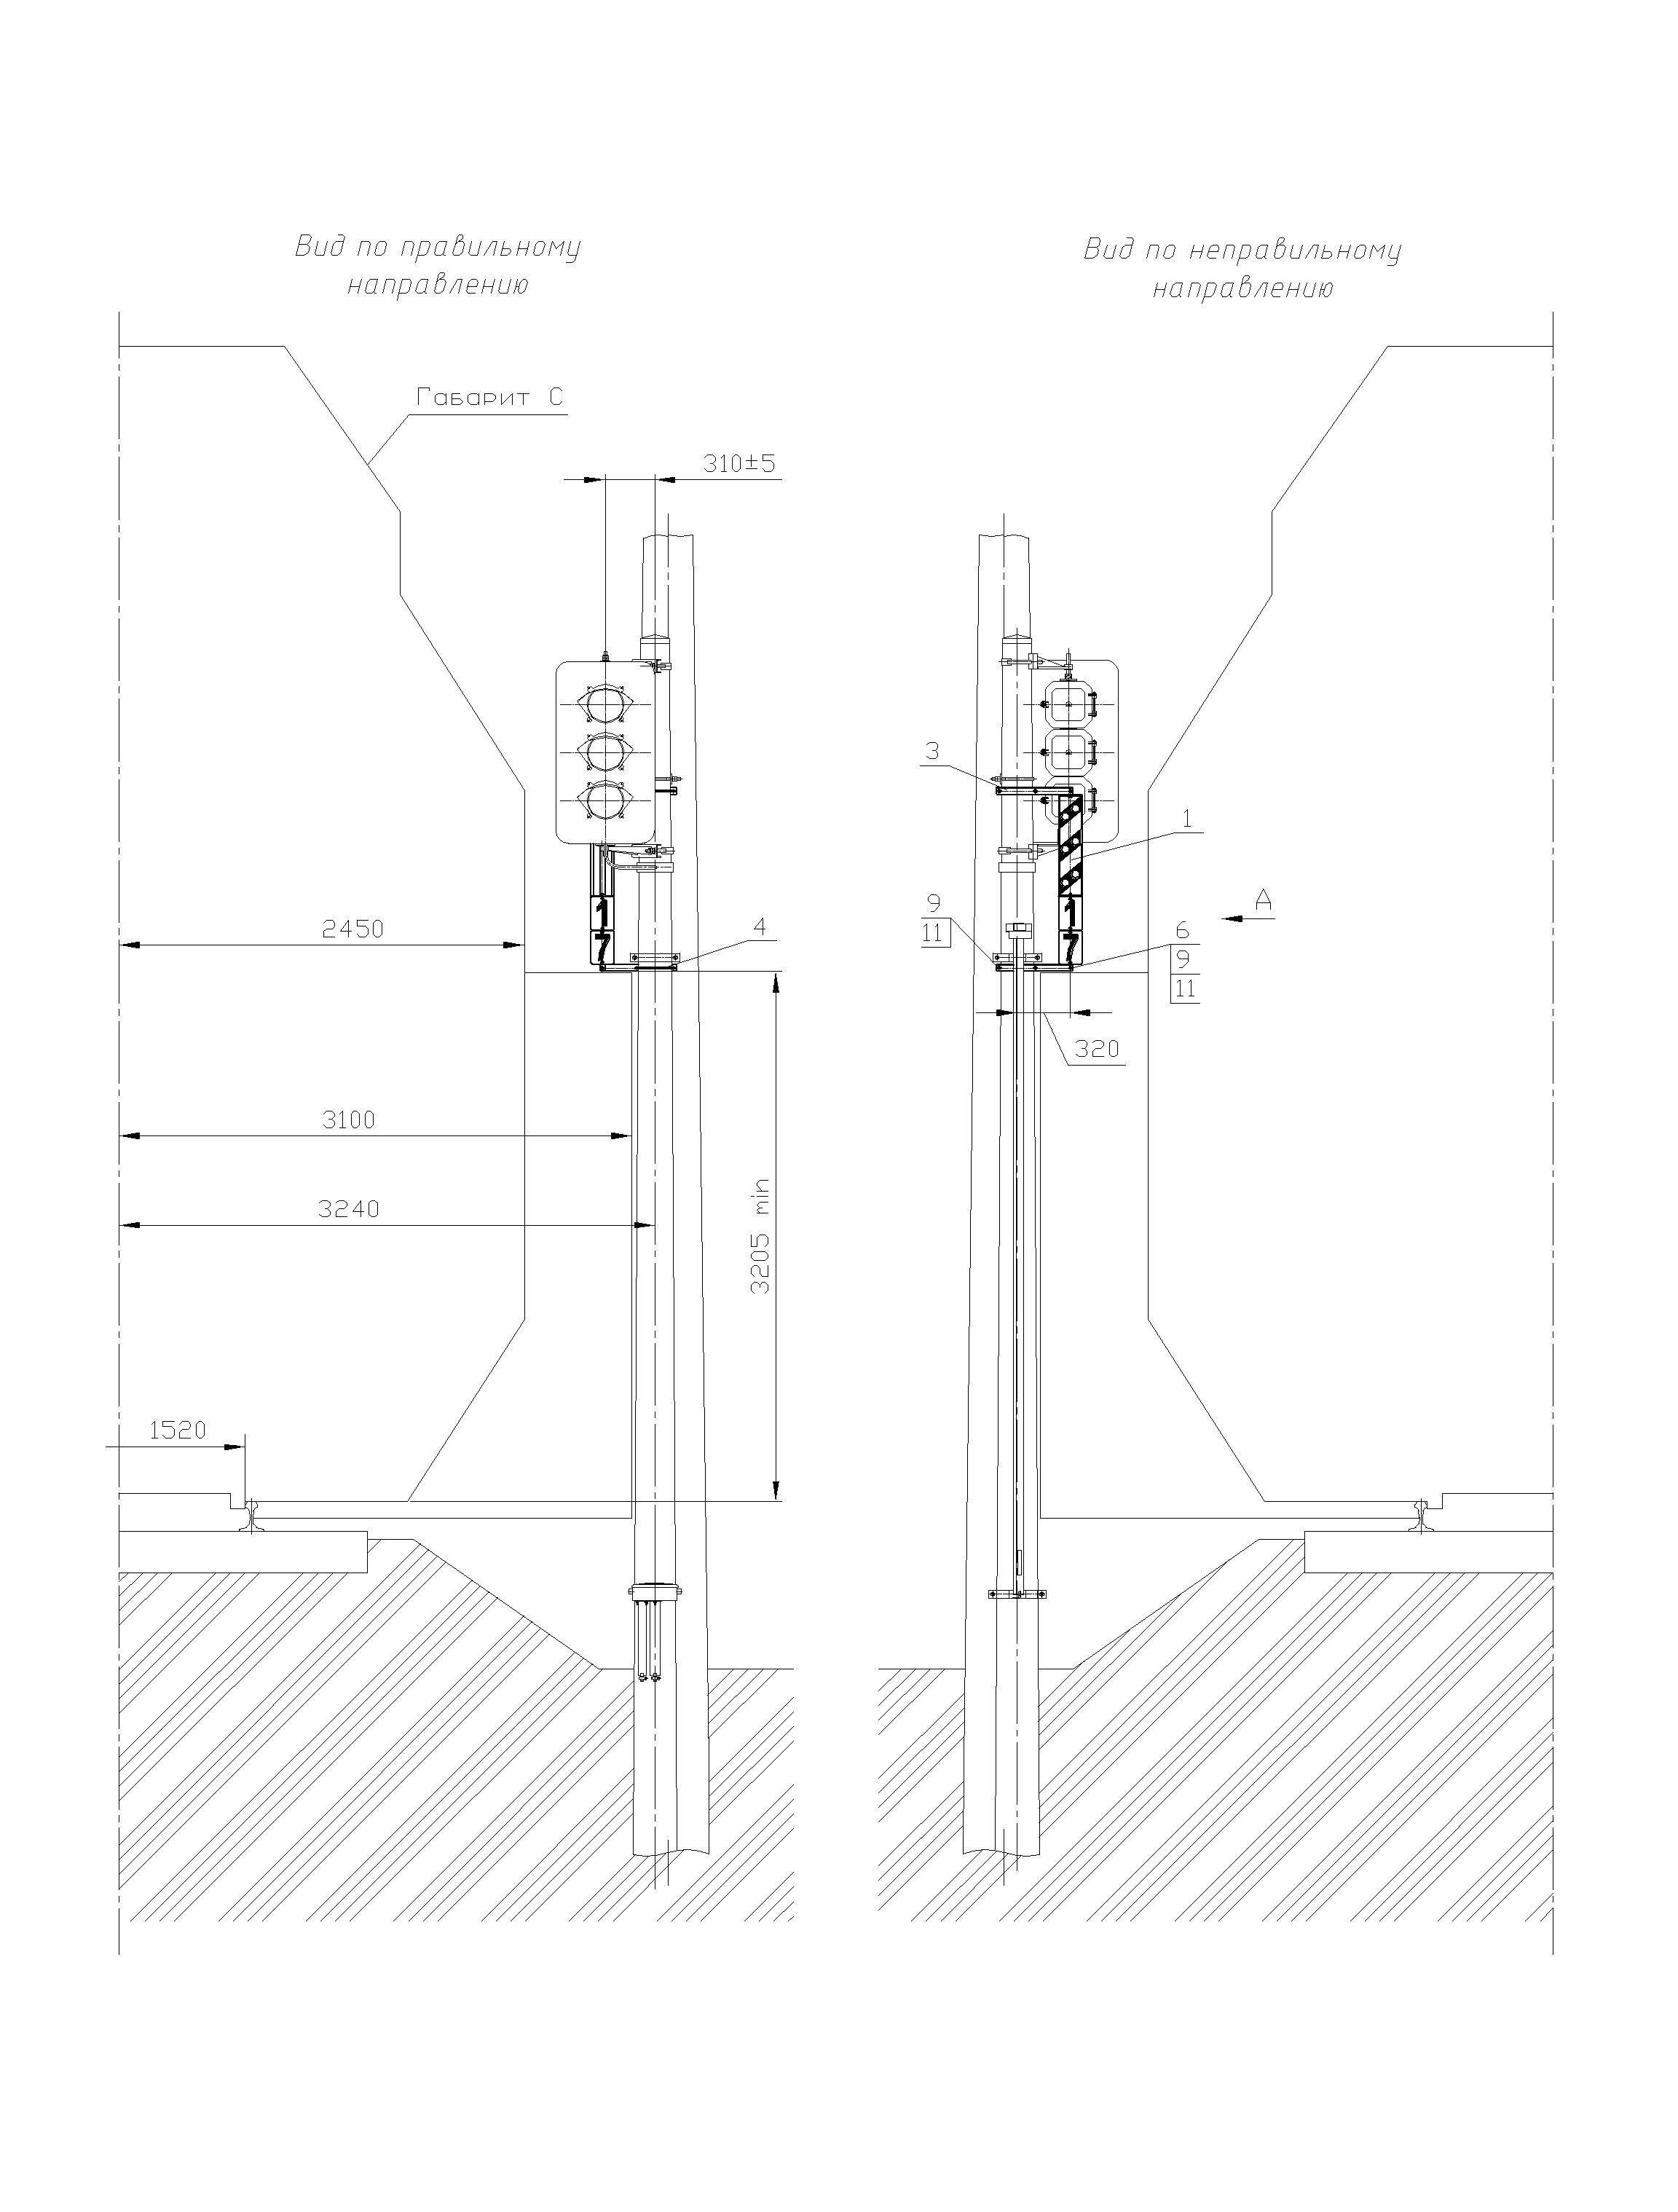 Вид по правильному
направлению
Вид по неправильному
направлению
Габарит С
310±5
3
1
9
11
А
6
9
11
4
1
7
1
7
2450
320
3100
3240
3205 min
1520